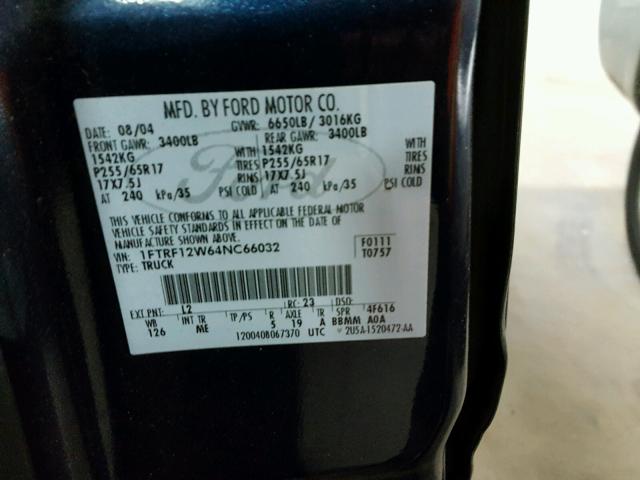 MFD. BY FORD MOTOR CO.
DATE: 08/04 GVWR: 6650LB/ 3016KG
FRONT GAWR: 3400LB REAR GAWR: 3400LB
1542KG WITH 1542KG WITH
P255/65R17 TIRES P255/65R17 TIRES
17X7.5J RIMS 17X7.5J RIMS
AT 240 kPa/35 PSI COLD AT 240 kPa/35 PSI COLD
Ford
THIS VEHICLE CONFORMS TO ALL APPLICABLE FEDERAL MOTOR
VEHICLE SAFETY STANDARDS IN EFFECT ON THE DATE OF
MANUFACTURE SHOWN ABOVE.
VIN: 1FTRF12W64NC66032 F0111
TYPE: TRUCK T0757
EXT PNT: L2 RC: 23 DSO:
WB ME TP/PS R AXLE TR SPR 4F616
126 5 19 A BBMM A0A
120040B067370 UTC 2U5A-1520472-AA